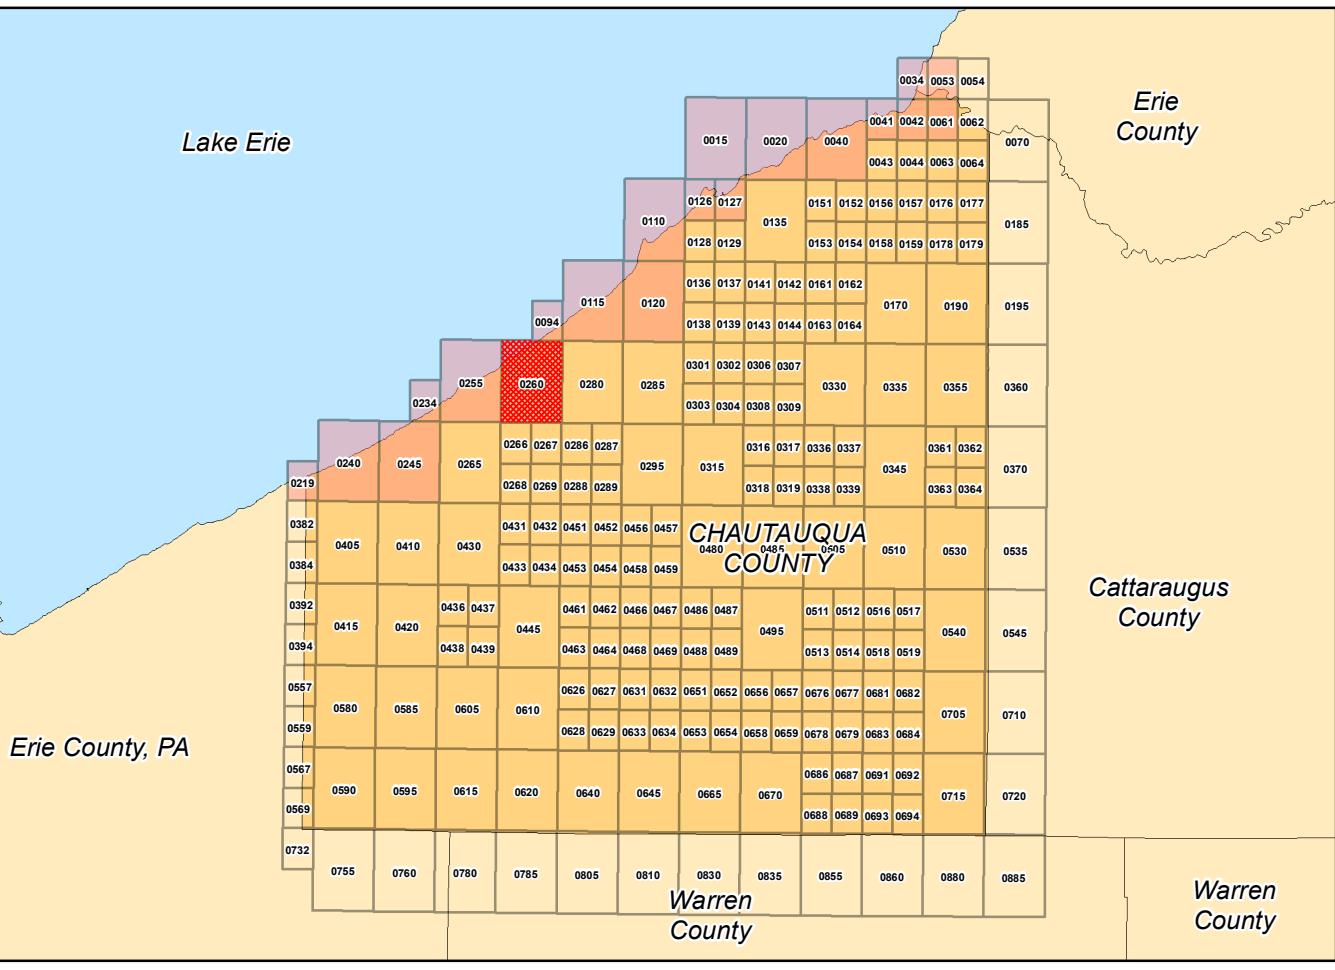 0034 0053 0054
Erie
County
Lake Erie
0015 0020 0040 0041 0042 0061 0062 0070
0043 0044 0063 0064
0110 0126 0127 0135 0151 0152 0156 0157 0176 0177 0185
0128 0129 0153 0154 0158 0159 0178 0179
0115 0120 0136 0137 0141 0142 0161 0162 0170 0190 0195
0094 0138 0139 0143 0144 0163 0164
0255 0260 0280 0285 0301 0302 0306 0307 0330 0335 0355 0360
0234 0303 0304 0308 0309
0240 0245 0265 0266 0267 0286 0287 0295 0315 0316 0317 0336 0337 0345 0361 0362 0370
0219 0268 0269 0288 0289 0318 0319 0338 0339 0363 0364
0382 0405 0410 0430 0431 0432 0451 0452 0456 0457 0480 0485 0505 0510 0530 0535
CHAUTAUQUA
COUNTY
0384 0433 0434 0453 0454 0458 0459
Cattaraugus
County
0392 0415 0420 0436 0437 0445 0461 0462 0466 0467 0486 0487 0495 0511 0512 0516 0517 0540 0545
0394 0438 0439 0463 0464 0468 0469 0488 0489 0513 0514 0518 0519
0557 0580 0585 0605 0610 0626 0627 0631 0632 0651 0652 0656 0657 0676 0677 0681 0682 0705 0710
0559 0628 0629 0633 0634 0653 0654 0658 0659 0678 0679 0683 0684
Erie County, PA
0567 0590 0595 0615 0620 0640 0645 0665 0670 0686 0687 0691 0692 0715 0720
0569 0688 0689 0693 0694
0732 0755 0760 0780 0785 0805 0810 0830 0835 0855 0860 0880 0885
Warren
County
Warren
County